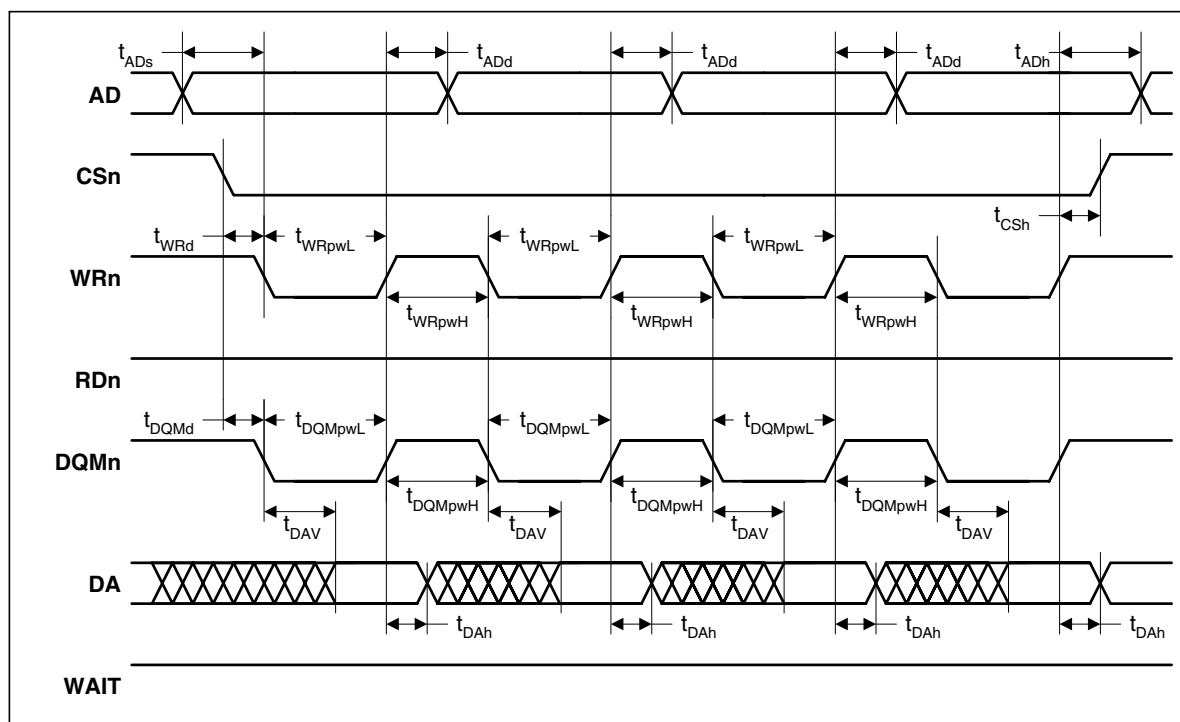 tADs tADd tADd tADd tADh
AD
CSn
tCSh
tWRd tWRpwL tWRpwL tWRpwL
WRn
tWRpwH tWRpwH tWRpwH
RDn
tDQMd tDQMpwL tDQMpwL tDQMpwL
DQMn
tDQMpwH tDQMpwH tDQMpwH
tDAV tDAV tDAV tDAV
DA
tDAh tDAh tDAh tDAh
WAIT